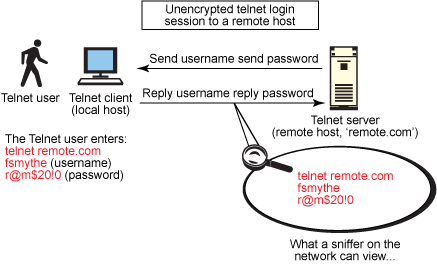 Unencrypted telnet login
session to a remote host
Send username send password
Reply username reply password
Telnet user
Telnet client
(local host)
Telnet server
(remote host, ‘remote.com’)
The Telnet user enters:
telnet remote.com
fsmythe (username)
r@m$20!0 (password)
telnet remote.com
fsmythe
r@m$20!0
What a sniffer on the
network can view...